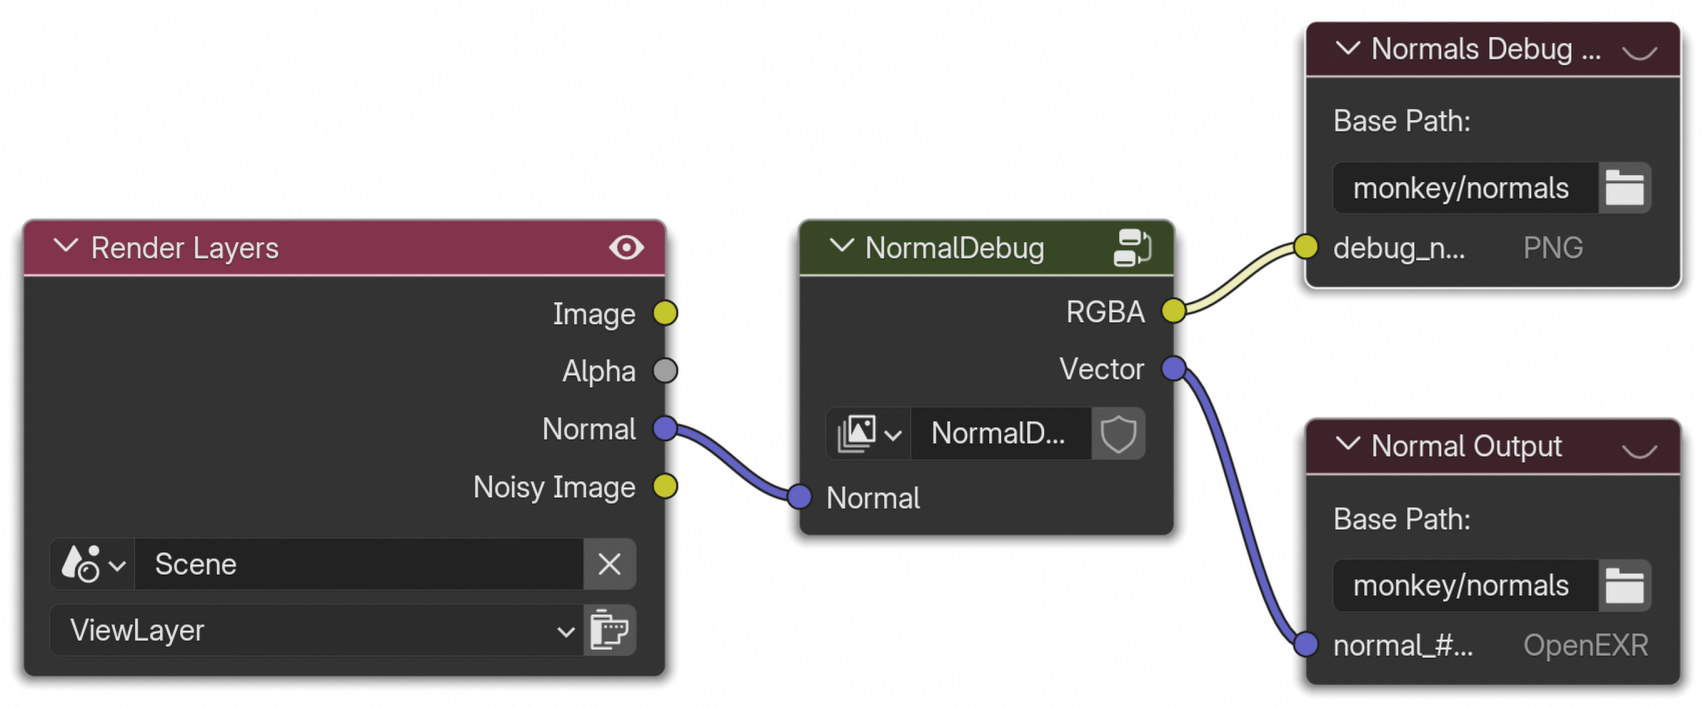 Render Layers
Image
Alpha
Normal
Noisy Image
Scene
ViewLayer
NormalDebug
RGBA
Vector
NormalD...
Normal
Normals Debug ...
Base Path:
monkey/normals
debug_n... PNG
Normal Output
Base Path:
monkey/normals
normal_#... OpenEXR